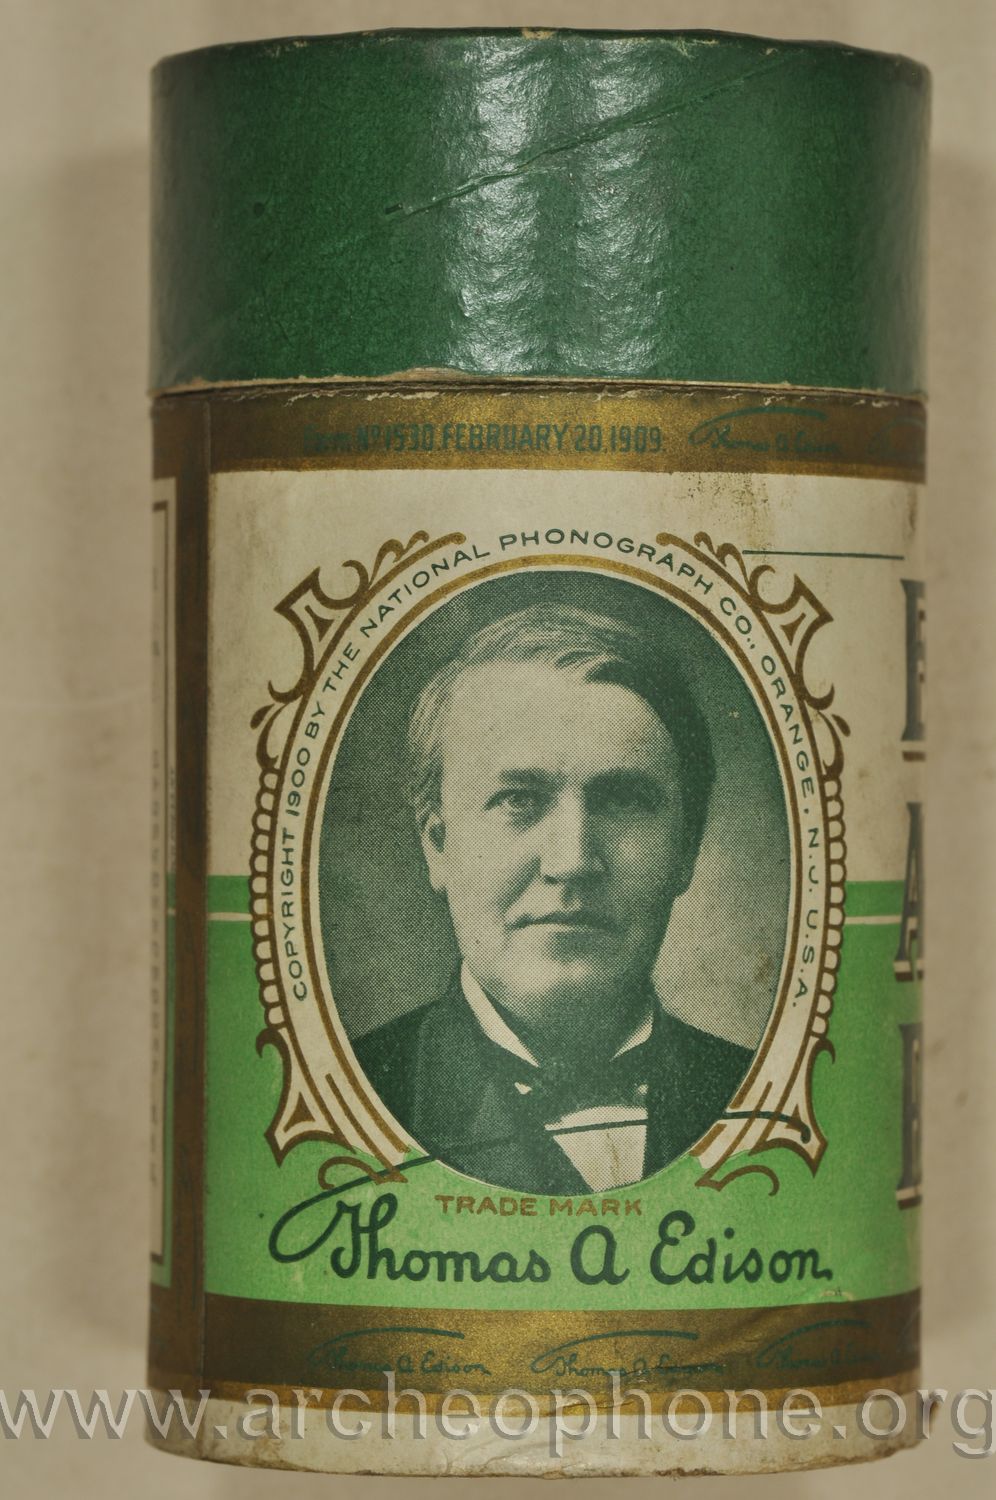 Form Nº 1530. FEBRUARY 20.1909.
Thomas A. Edison
COPYRIGHT 1900 BY THE NATIONAL PHONOGRAPH CO., ORANGE, N.J. U.S.A.
TRADE MARK
Thomas A Edison
Thomas A Edison
Thomas A Edison
Thomas A Edison
www.archeophone.org